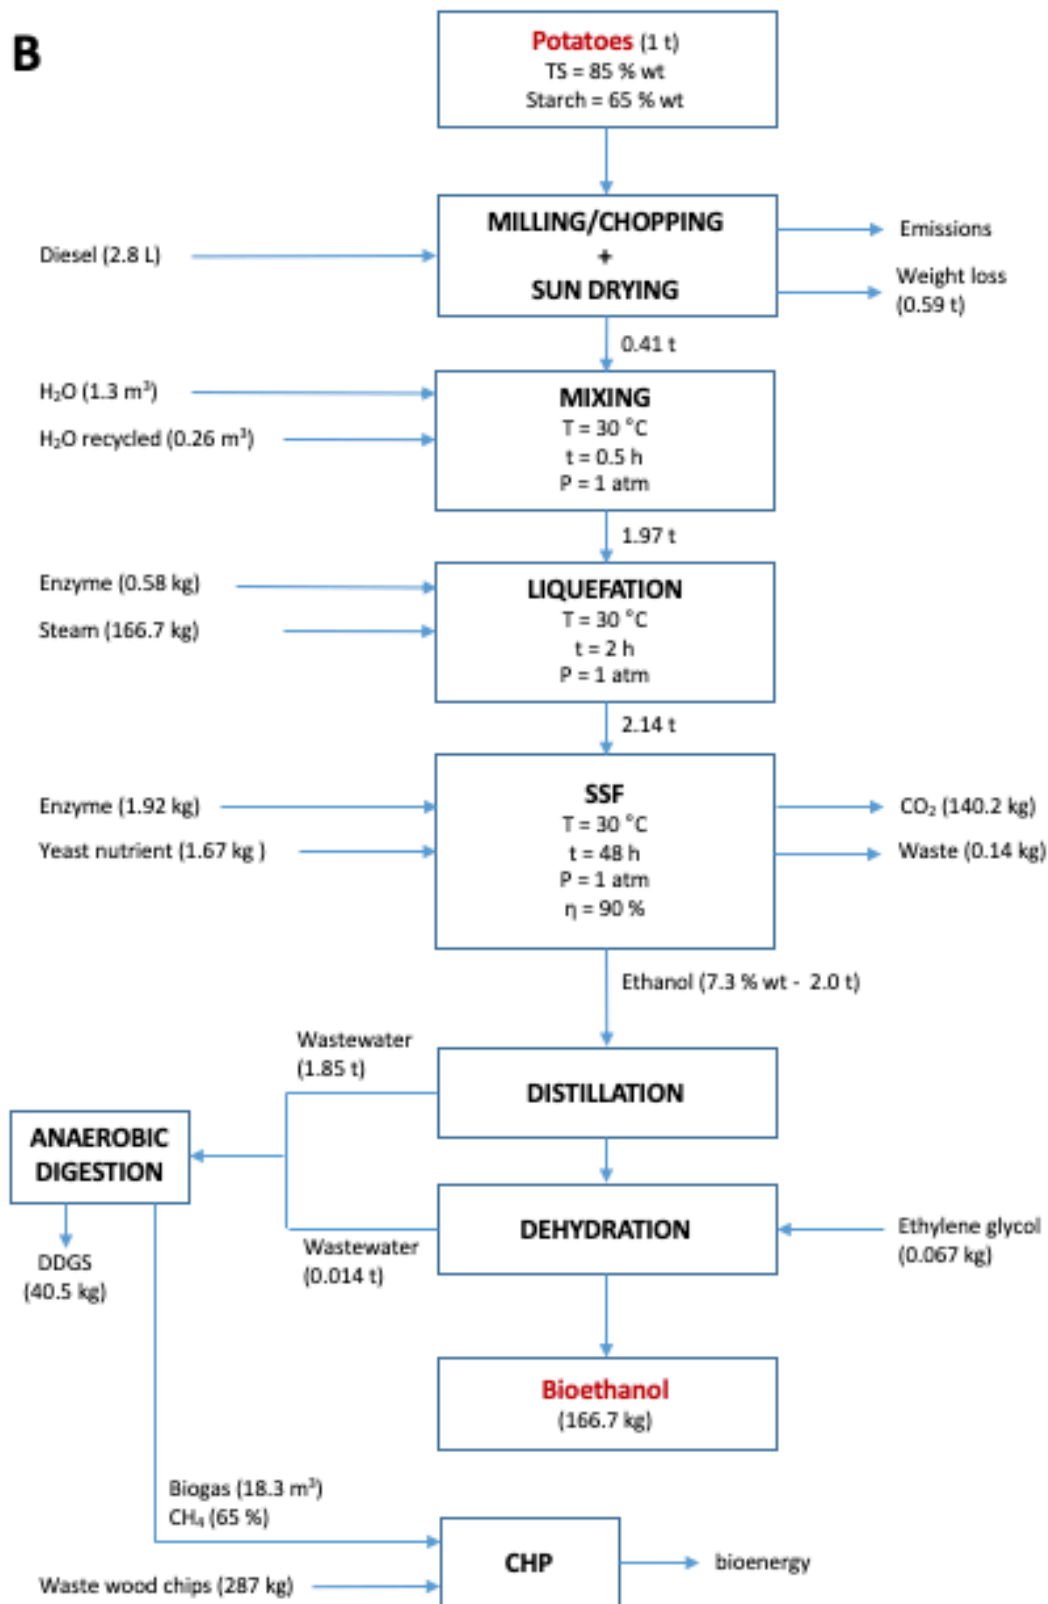 B
Potatoes (1 t)
TS = 85 % wt
Starch = 65 % wt
Diesel (2.8 L)
MILLING/CHOPPING
+
SUN DRYING
Emissions
Weight loss
(0.59 t)
0.41 t
H₂O (1.3 m³)
H₂O recycled (0.26 m³)
MIXING
T = 30 °C
t = 0.5 h
P = 1 atm
1.97 t
Enzyme (0.58 kg)
Steam (166.7 kg)
LIQUEFATION
T = 30 °C
t = 2 h
P = 1 atm
2.14 t
Enzyme (1.92 kg)
Yeast nutrient (1.67 kg )
SSF
T = 30 °C
t = 48 h
P = 1 atm
η = 90 %
CO₂ (140.2 kg)
Waste (0.14 kg)
Ethanol (7.3 % wt - 2.0 t)
Wastewater
(1.85 t)
DISTILLATION
ANAEROBIC
DIGESTION
DEHYDRATION
Ethylene glycol
(0.067 kg)
Wastewater
(0.014 t)
DDGS
(40.5 kg)
Bioethanol
(166.7 kg)
Biogas (18.3 m³)
CH₄ (65 %)
Waste wood chips (287 kg)
CHP
bioenergy